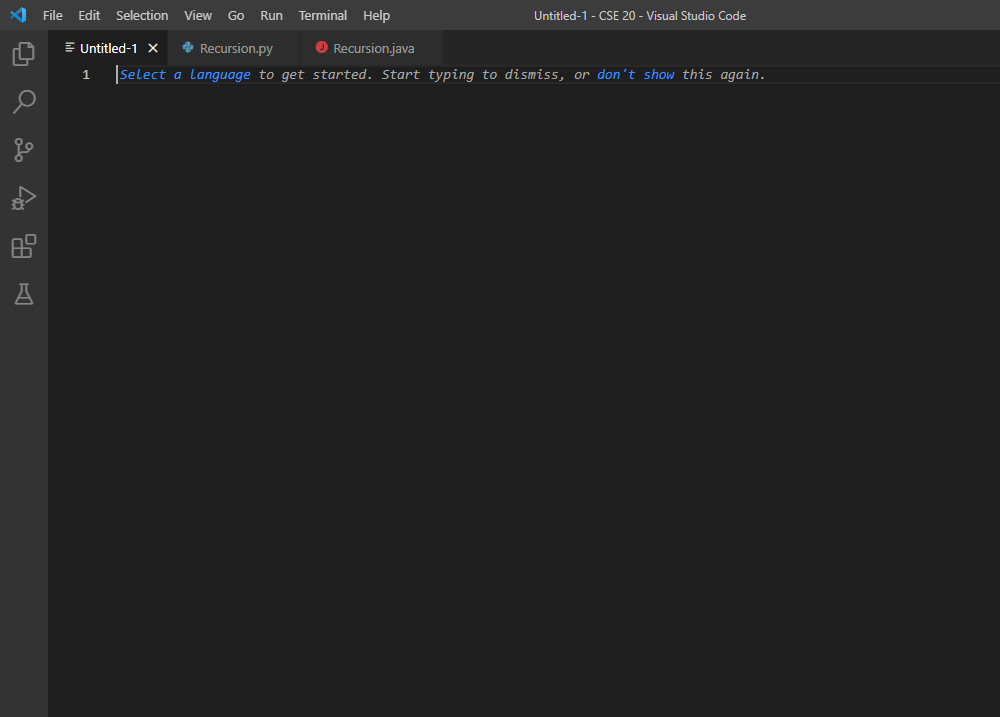 File Edit Selection View Go Run Terminal Help Untitled-1 - CSE 20 - Visual Studio Code
Untitled-1 Recursion.py Recursion.java
1 Select a language to get started. Start typing to dismiss, or don't show this again.